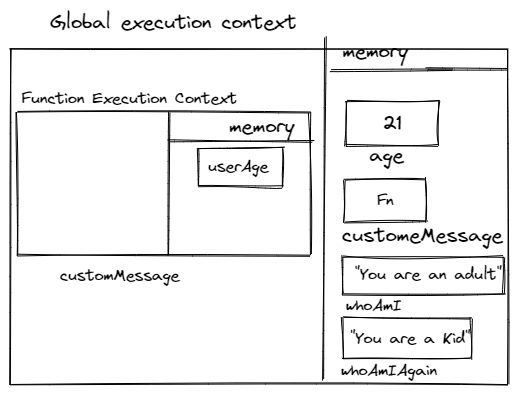 Global execution context
memory
Function Execution Context
memory
userAge
customMessage
21
age
Fn
customeMessage
"You are an adult"
whoAmI
"You are a Kid"
whoAmIAgain